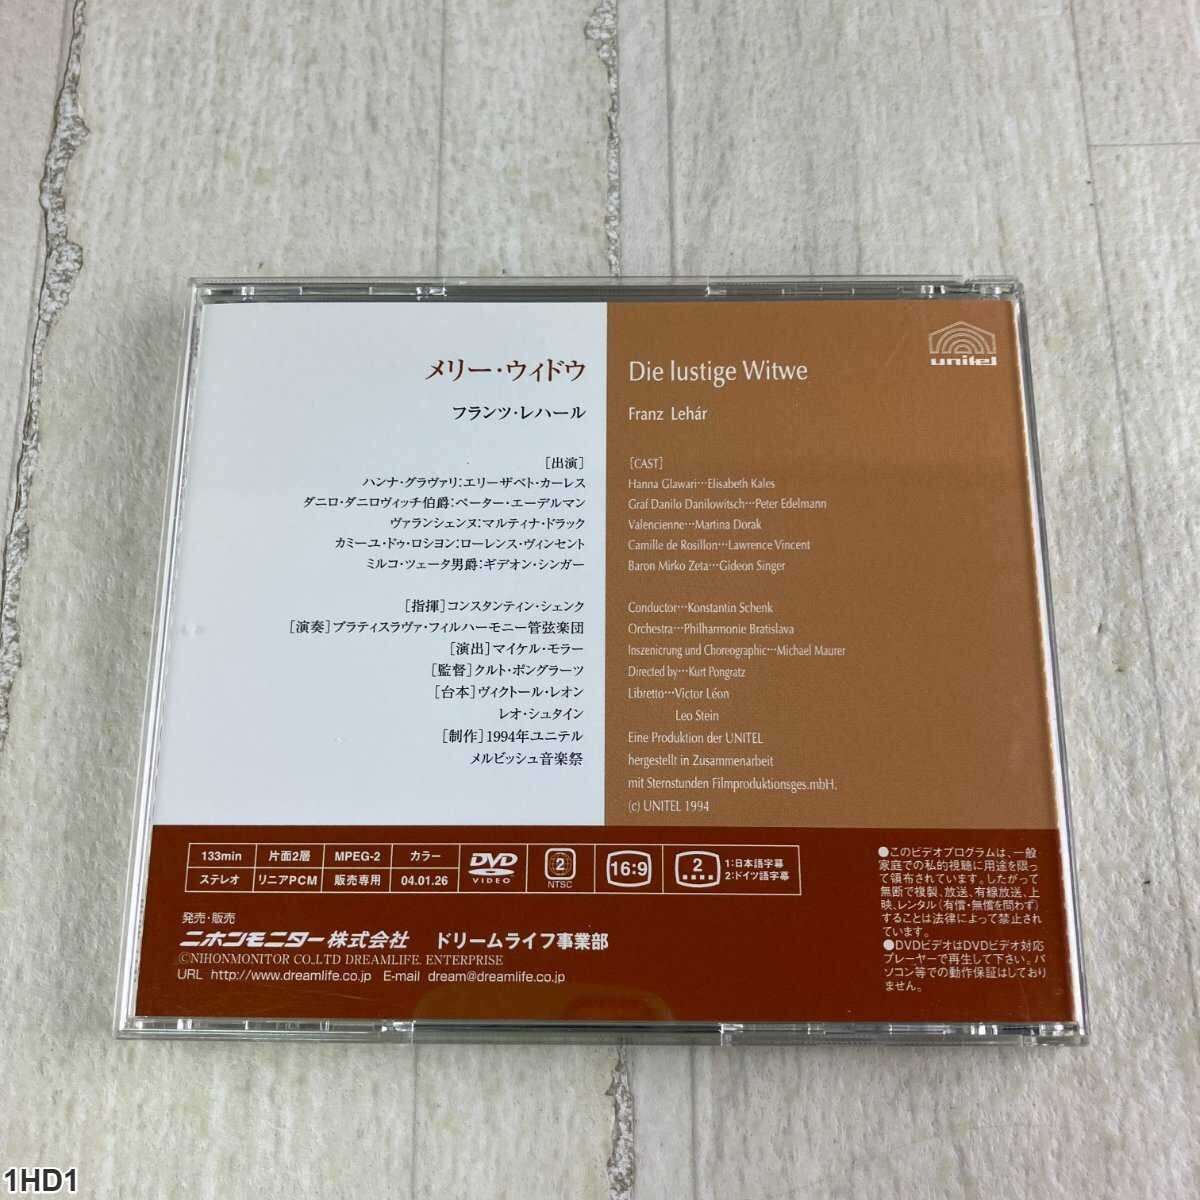 メリー・ウィドウ
フランツ・レハール
[出演]
ハンナ・グラヴァリ:エリーザベト・カーレス
ダニロ・ダニロヴィッチ伯爵:ペーター・エーデルマン
ヴァランシェンヌ:マルティナ・ドラック
カミーユ・ドゥ・ロシヨン:ローレンス・ヴィンセント
ミルコ・ツェータ男爵:ギデオン・シンガー
[指揮]コンスタンティン・シェンク
[演奏]ブラティスラヴァ・フィルハーモニー管弦楽団
[演出]マイケル・モラー
[監督]クルト・ポングラーツ
[台本]ヴィクトール・レオン
レオ・シュタイン
[制作]1994年ユニテル
メルビッシュ音楽祭
unitel
Die lustige Witwe
Franz Lehár
[CAST]
Hanna Glawari…Elisabeth Kales
Graf Danilo Danilowitsch…Peter Edelmann
Valencienne…Martina Dorak
Camille de Rosillon…Lawrence Vincent
Baron Mirko Zeta…Gideon Singer
Conductor…Konstantin Schenk
Orchestra…Philharmonie Bratislava
Inszenicrung und Choreographic…Michael Maurer
Directed by…Kurt Pongratz
Libretto…Victor Léon
Leo Stein
Eine Produktion der UNITEL
hergestellt in Zusammenarbeit
mit Sternstunden Filmproduktionsges.mbH.
(c) UNITEL 1994
133min 片面2層 MPEG-2 カラー
ステレオ リニアPCM 販売専用 04.01.26
DVD VIDEO
2 NTSC
16:9
2
1:日本語字幕
2:ドイツ語字幕
発売・販売
ニホンモニター株式会社 ドリームライフ事業部
©NIHONMONITOR CO.,LTD DREAMLIFE. ENTERPRISE
URL http://www.dreamlife.co.jp E-mail dream@dreamlife.co.jp
●このビデオプログラムは、一般
家庭での私的視聴に用途を限っ
て頒布されています。したがって
無断で複製、放送、有線放送、上
映、レンタル(有償・無償を問わず)
することは法律によって禁止され
ています。
●DVDビデオはDVDビデオ対応
プレーヤーで再生して下さい。パ
ソコン等での動作保証はしており
ません。
1HD1